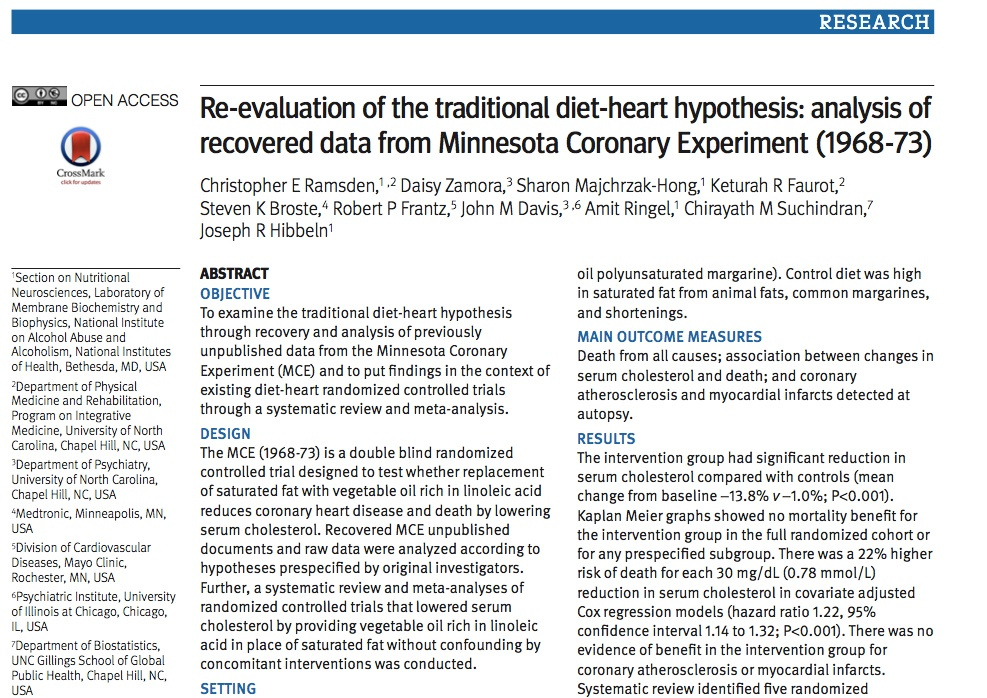 RESEARCH
OPEN ACCESS
CrossMark
click for updates
Re-evaluation of the traditional diet-heart hypothesis: analysis of
recovered data from Minnesota Coronary Experiment (1968-73)
Christopher E Ramsden,1,2 Daisy Zamora,3 Sharon Majchrzak-Hong,1 Keturah R Faurot,2
Steven K Broste,4 Robert P Frantz,5 John M Davis,3,6 Amit Ringel,1 Chirayath M Suchindran,7
Joseph R Hibbeln1
1Section on Nutritional
Neurosciences, Laboratory of
Membrane Biochemistry and
Biophysics, National Institute
on Alcohol Abuse and
Alcoholism, National Institutes
of Health, Bethesda, MD, USA
2Department of Physical
Medicine and Rehabilitation,
Program on Integrative
Medicine, University of North
Carolina, Chapel Hill, NC, USA
3Department of Psychiatry,
University of North Carolina,
Chapel Hill, NC, USA
4Medtronic, Minneapolis, MN,
USA
5Division of Cardiovascular
Diseases, Mayo Clinic,
Rochester, MN, USA
6Psychiatric Institute, University
of Illinois at Chicago, Chicago,
IL, USA
7Department of Biostatistics,
UNC Gillings School of Global
Public Health, Chapel Hill, NC,
USA
ABSTRACT
OBJECTIVE
To examine the traditional diet-heart hypothesis
through recovery and analysis of previously
unpublished data from the Minnesota Coronary
Experiment (MCE) and to put findings in the context of
existing diet-heart randomized controlled trials
through a systematic review and meta-analysis.
DESIGN
The MCE (1968-73) is a double blind randomized
controlled trial designed to test whether replacement
of saturated fat with vegetable oil rich in linoleic acid
reduces coronary heart disease and death by lowering
serum cholesterol. Recovered MCE unpublished
documents and raw data were analyzed according to
hypotheses prespecified by original investigators.
Further, a systematic review and meta-analyses of
randomized controlled trials that lowered serum
cholesterol by providing vegetable oil rich in linoleic
acid in place of saturated fat without confounding by
concomitant interventions was conducted.
SETTING
oil polyunsaturated margarine). Control diet was high
in saturated fat from animal fats, common margarines,
and shortenings.
MAIN OUTCOME MEASURES
Death from all causes; association between changes in
serum cholesterol and death; and coronary
atherosclerosis and myocardial infarcts detected at
autopsy.
RESULTS
The intervention group had significant reduction in
serum cholesterol compared with controls (mean
change from baseline −13.8% v −1.0%; P<0.001).
Kaplan Meier graphs showed no mortality benefit for
the intervention group in the full randomized cohort or
for any prespecified subgroup. There was a 22% higher
risk of death for each 30 mg/dL (0.78 mmol/L)
reduction in serum cholesterol in covariate adjusted
Cox regression models (hazard ratio 1.22, 95%
confidence interval 1.14 to 1.32; P<0.001). There was no
evidence of benefit in the intervention group for
coronary atherosclerosis or myocardial infarcts.
Systematic review identified five randomized